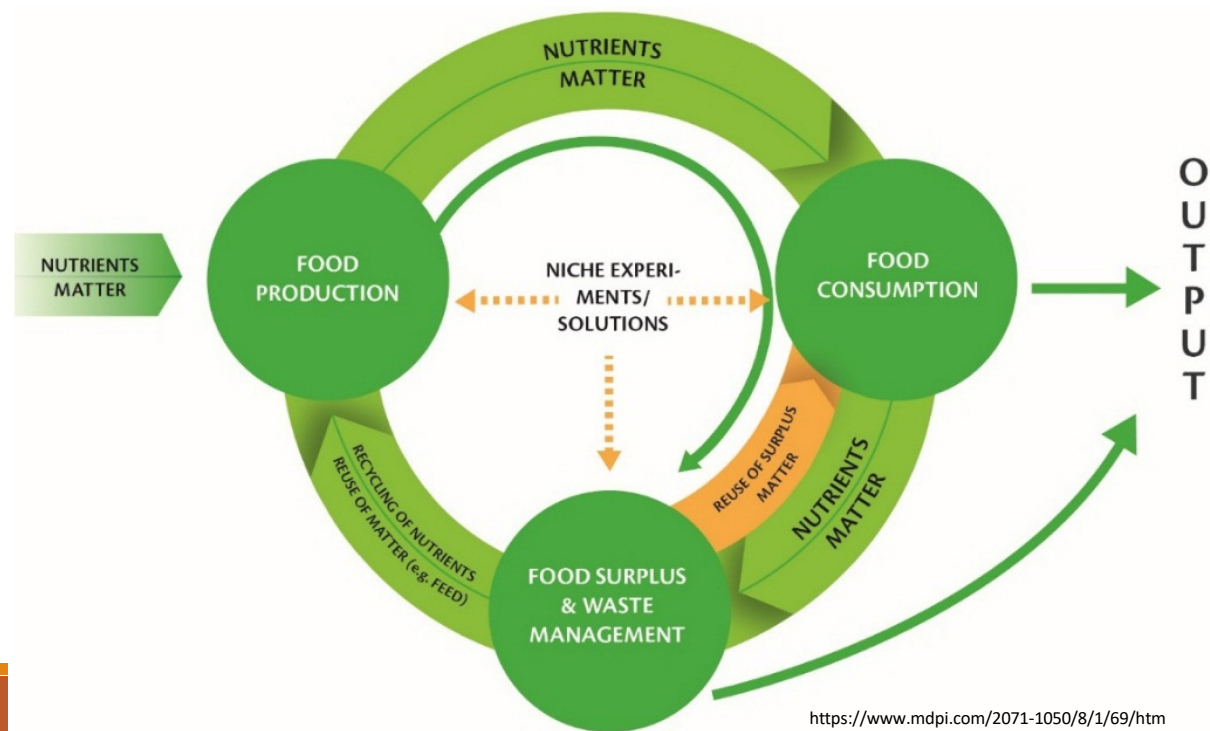 NUTRIENTS
MATTER
NUTRIENTS
MATTER
FOOD
PRODUCTION
NICHE EXPERI-
MENTS/
SOLUTIONS
FOOD
CONSUMPTION
OUTPUT
REUSE OF SURPLUS
MATTER
NUTRIENTS
MATTER
RECYCLING OF NUTRIENTS
REUSE OF MATTER (e.g. FEED)
FOOD SURPLUS
& WASTE
MANAGEMENT
https://www.mdpi.com/2071-1050/8/1/69/htm